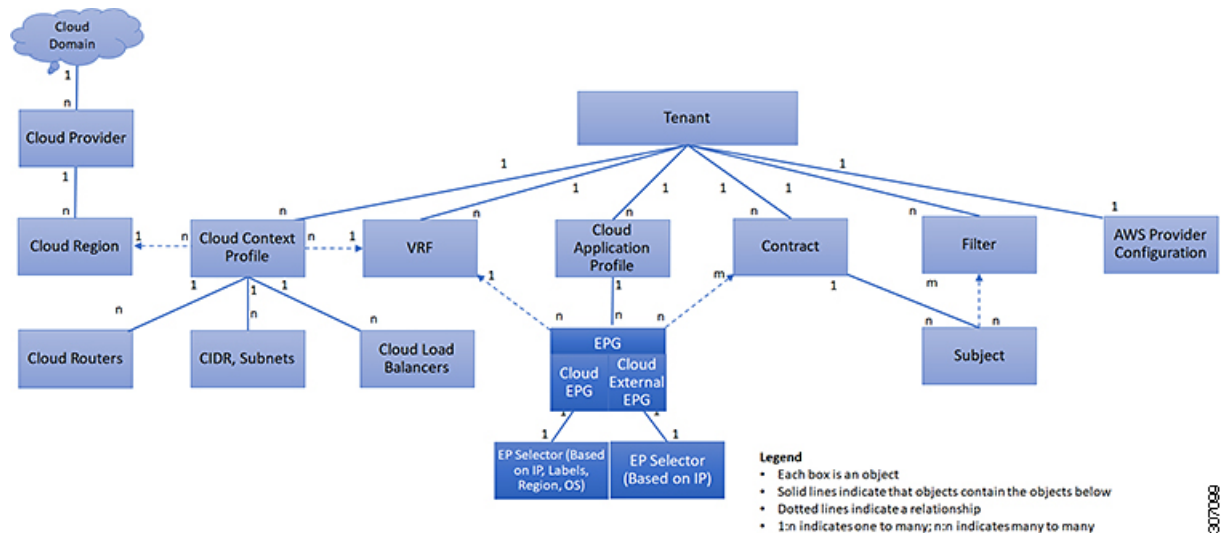 Cloud
Domain
1
n
Cloud Provider
Tenant
1
n
1
1
1
1
1
1
n
n
n
n
n
1
Cloud Region
1
n
Cloud Context
Profile
n
1
VRF
Cloud
Application
Profile
Contract
Filter
AWS Provider
Configuration
1
1
1
1
1
m
1
m
n
n
n
n
n
n
n
n
Cloud Routers
CIDR, Subnets
Cloud Load
Balancers
EPG
Cloud
EPG
Cloud
External
EPG
Subject
1
1
1
1
EP Selector (Based
on IP, Labels,
Region, OS)
EP Selector
(Based on IP)
Legend
• Each box is an object
• Solid lines indicate that objects contain the objects below
• Dotted lines indicate a relationship
• 1:n indicates one to many; n:n indicates many to many
307099